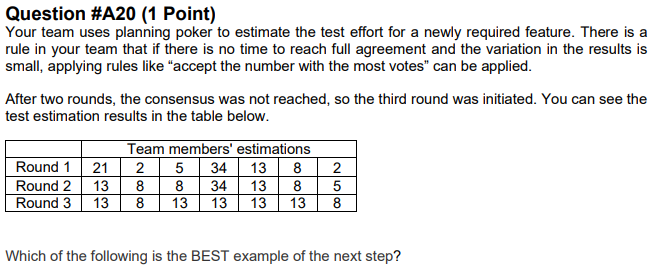 Question #A20 (1 Point)
Your team uses planning poker to estimate the test effort for a newly required feature. There is a
rule in your team that if there is no time to reach full agreement and the variation in the results is
small, applying rules like “accept the number with the most votes” can be applied.
After two rounds, the consensus was not reached, so the third round was initiated. You can see the
test estimation results in the table below.
Team members' estimations
Round 1 21 2 5 34 13 8 2
Round 2 13 8 8 34 13 8 5
Round 3 13 8 13 13 13 13 8
Which of the following is the BEST example of the next step?